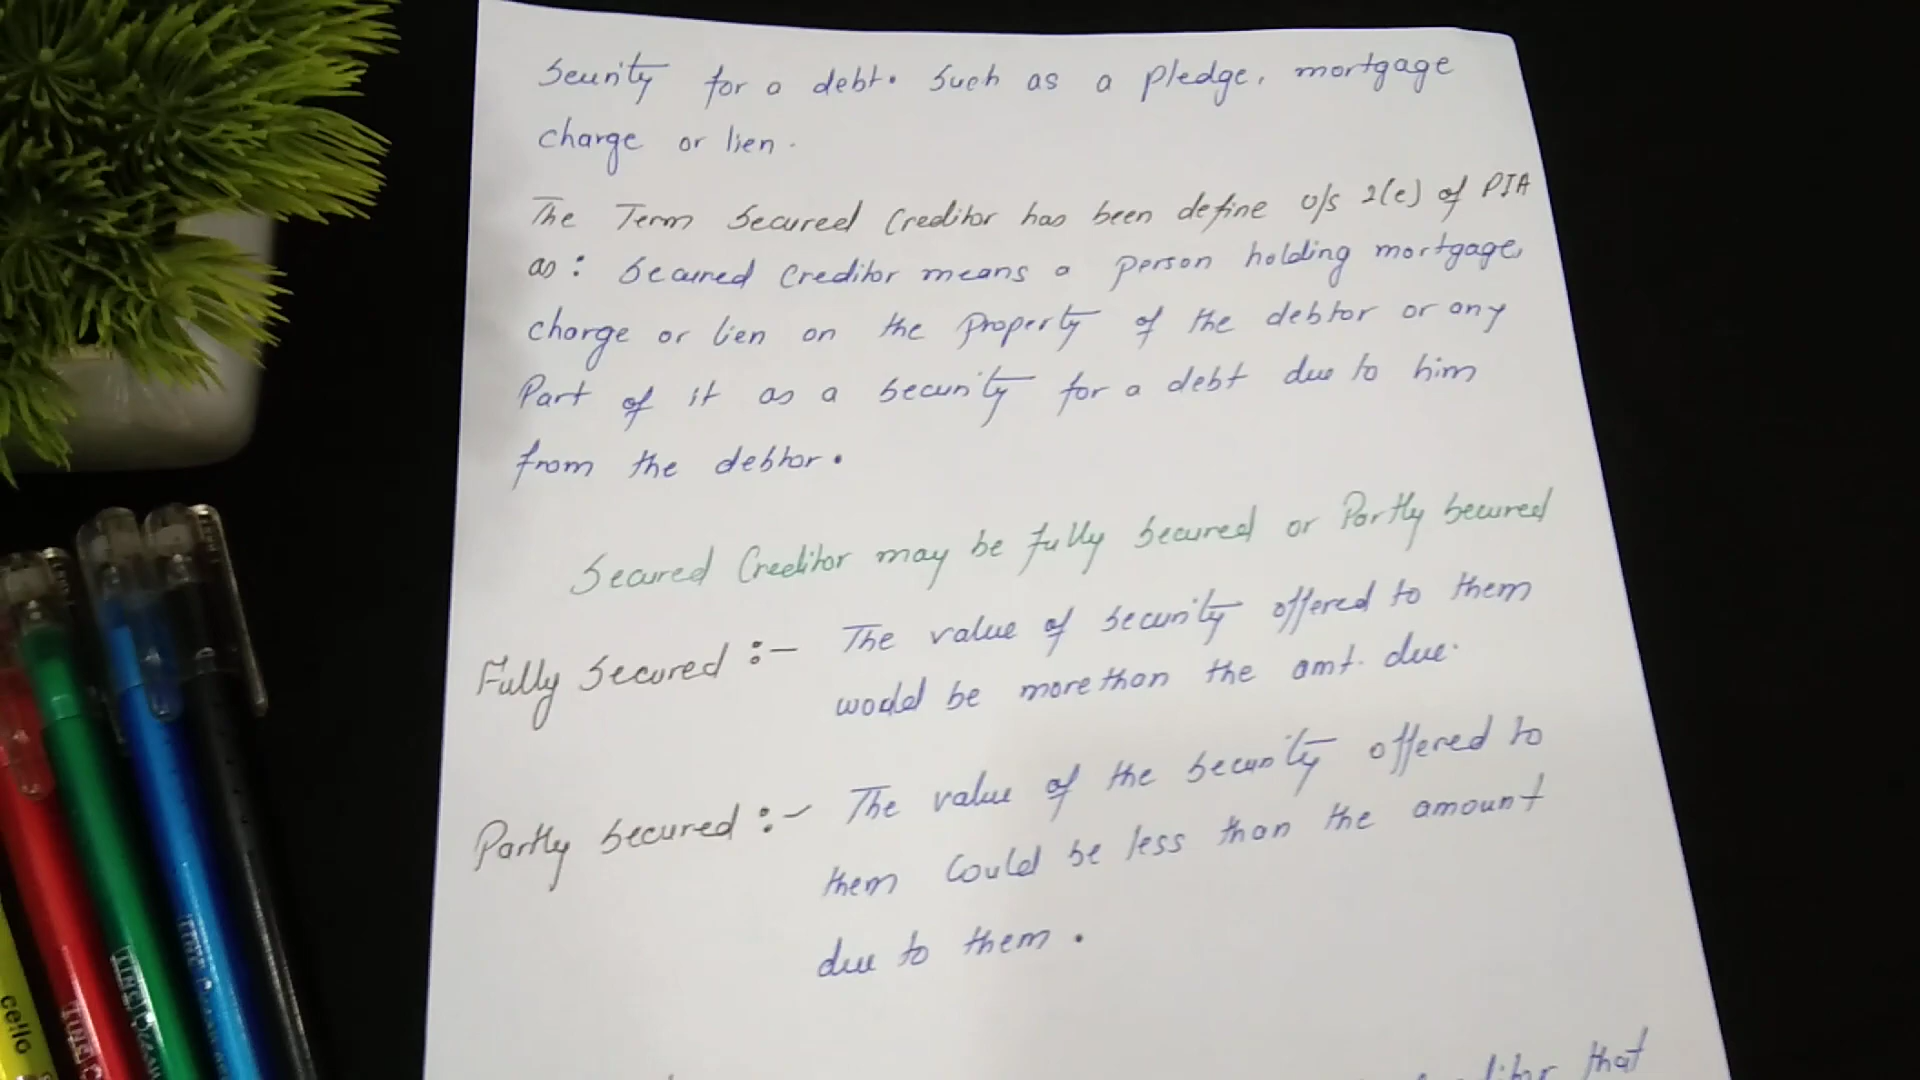 Security for a debt. Such as a pledge, mortgage
charge or lien.
The Term Secured Creditor has been define u/s 2(e) of PIA
as: Secured Creditor means a person holding mortgage,
charge or lien on the Property of the debtor or any
Part of it as a security for a debt due to him
from the debtor.
Secured Creditor may be fully secured or Partly secured
Fully Secured :- The value of security offered to them
would be more than the amt. due.
Partly Secured :- The value of the security offered to
them Could be less than the amount
due to them.
that
cello